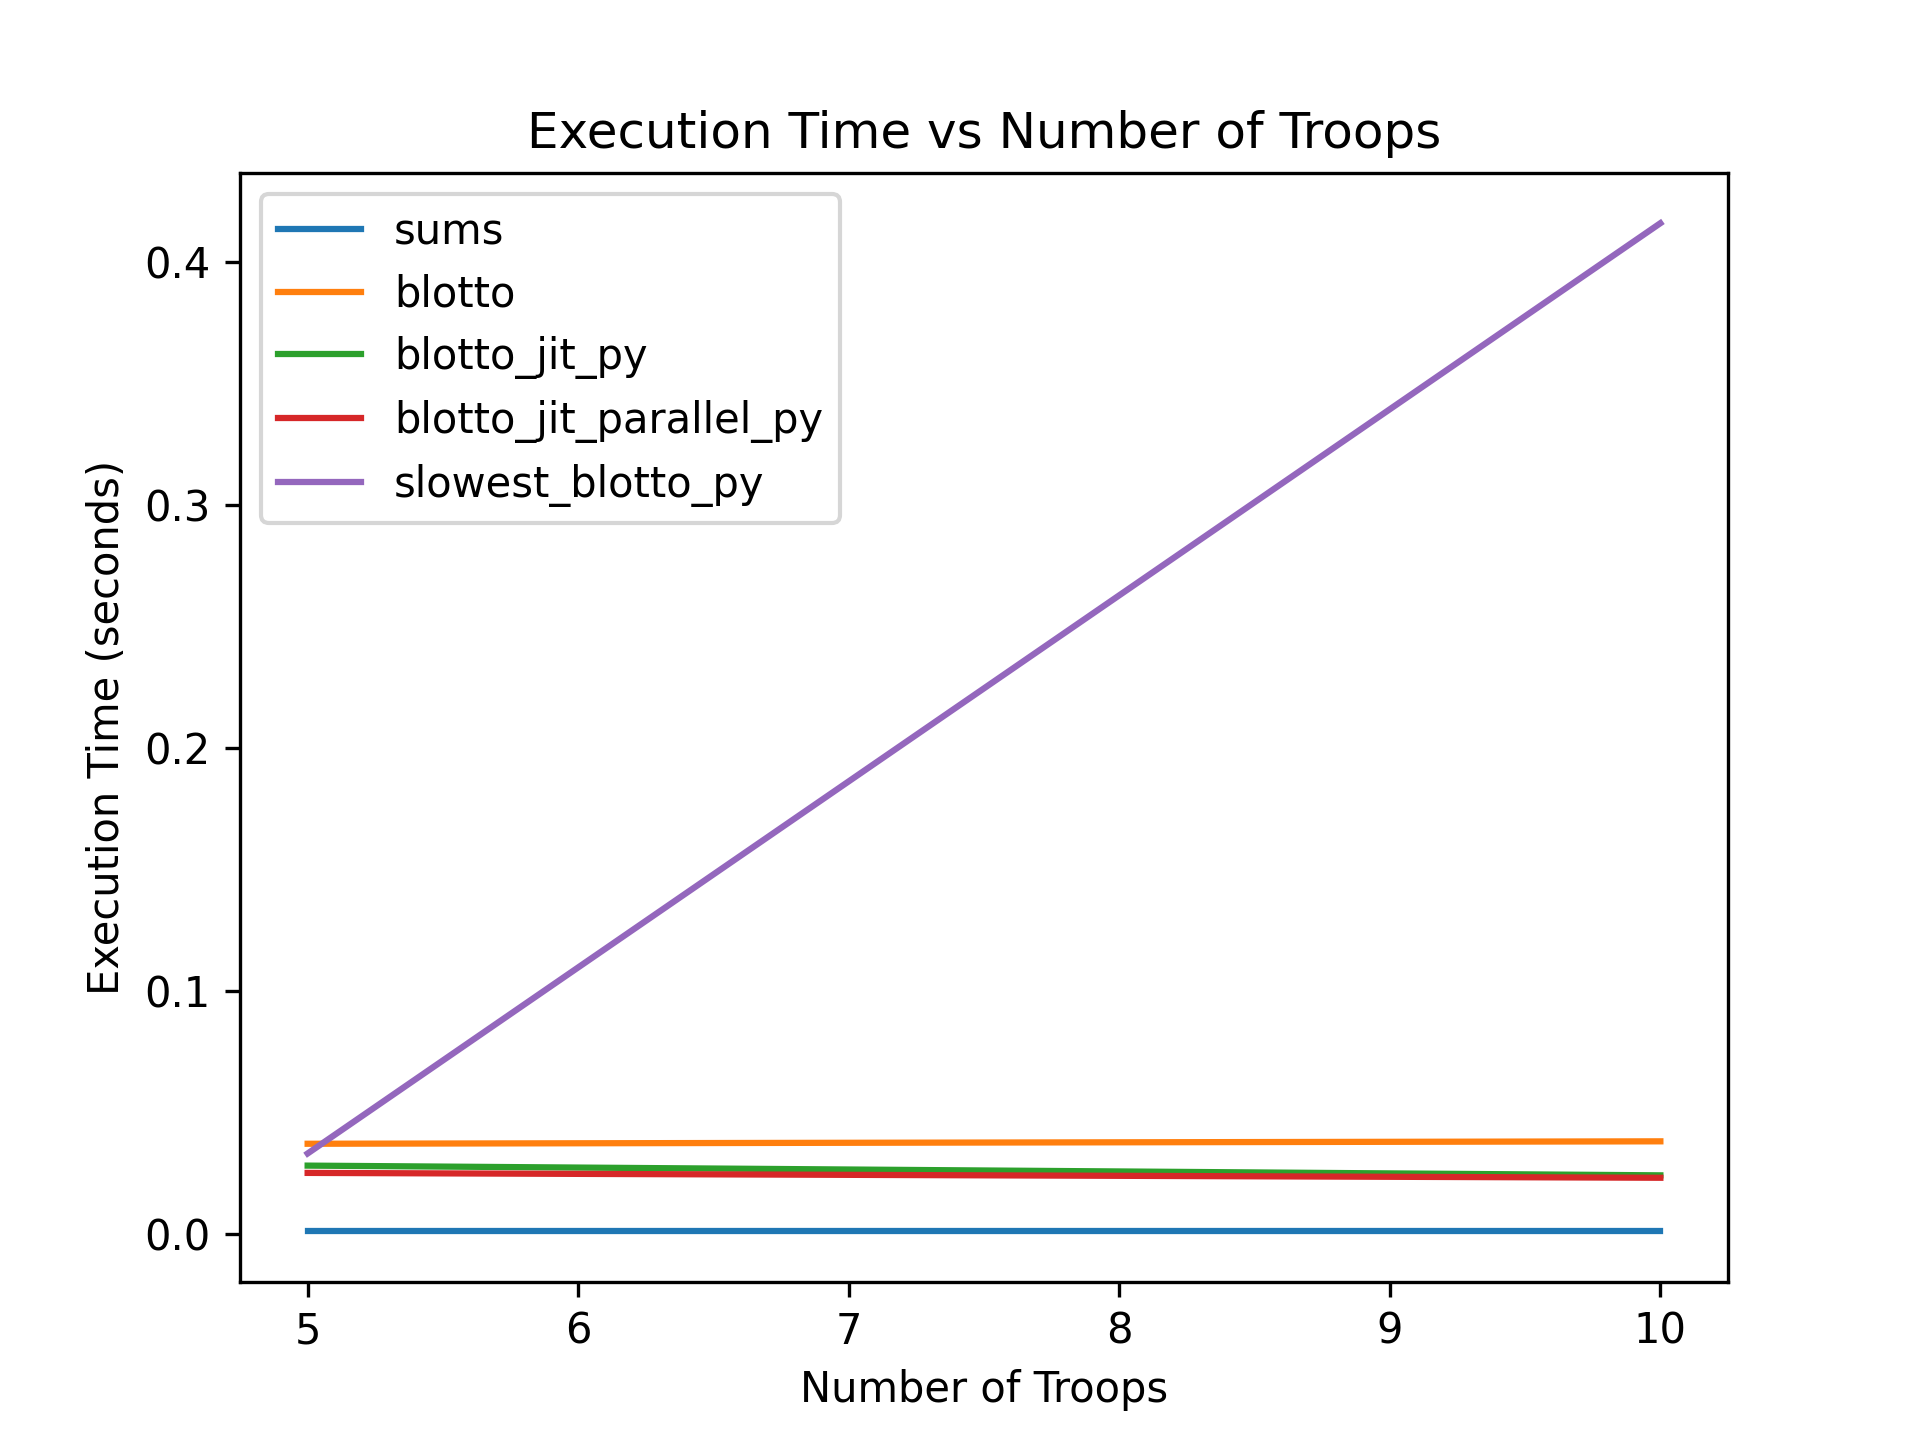 Execution Time vs Number of Troops
sums
blotto
blotto_jit_py
blotto_jit_parallel_py
slowest_blotto_py
Execution Time (seconds)
0.4
0.3
0.2
0.1
0.0
5 6 7 8 9 10
Number of Troops